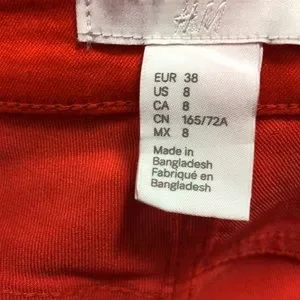 H&M
EUR 38
US 8
CA 8
CN 165/72A
MX 8
Made in
Bangladesh
Fabriqué en
Bangladesh